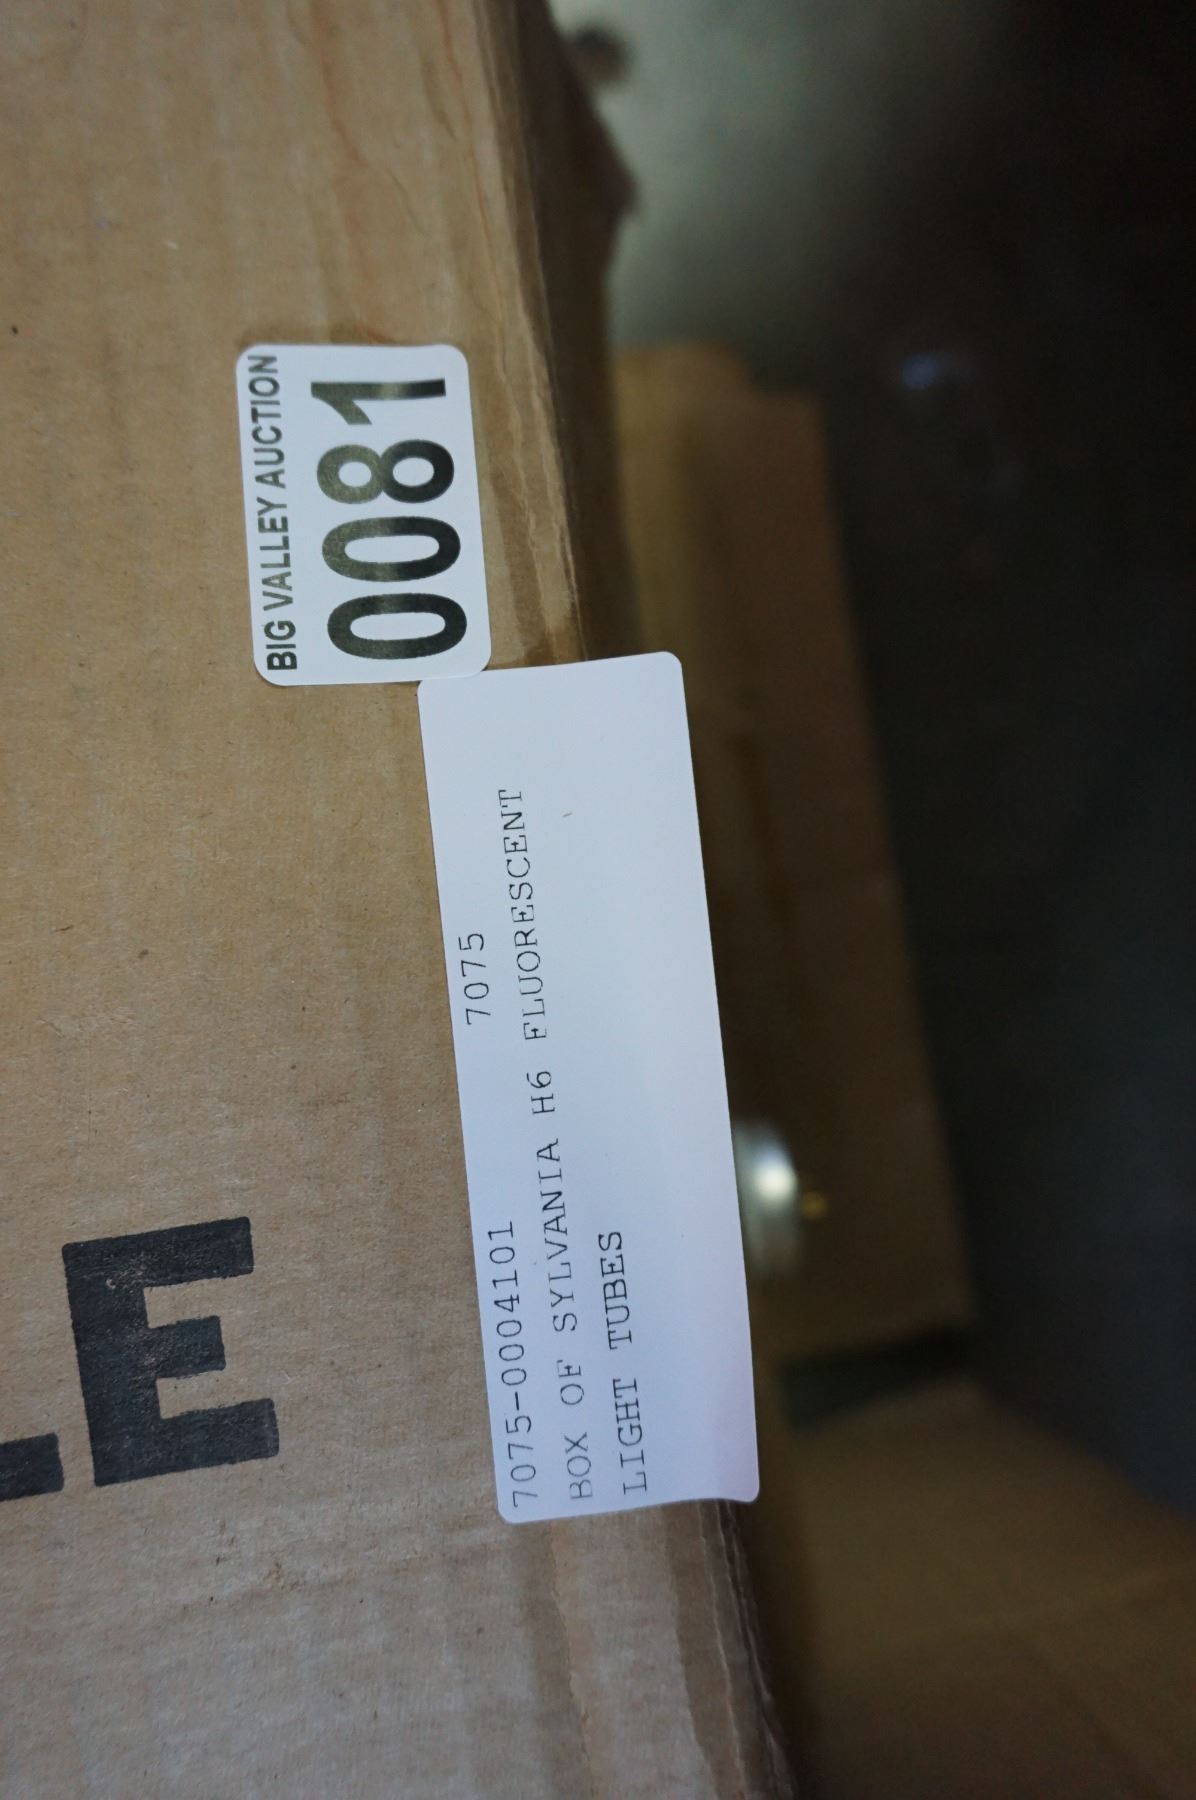 BIG VALLEY AUCTION
0081
7075-0004101 7075
BOX OF SYLVANIA H6 FLUORESCENT
LIGHT TUBES
LE